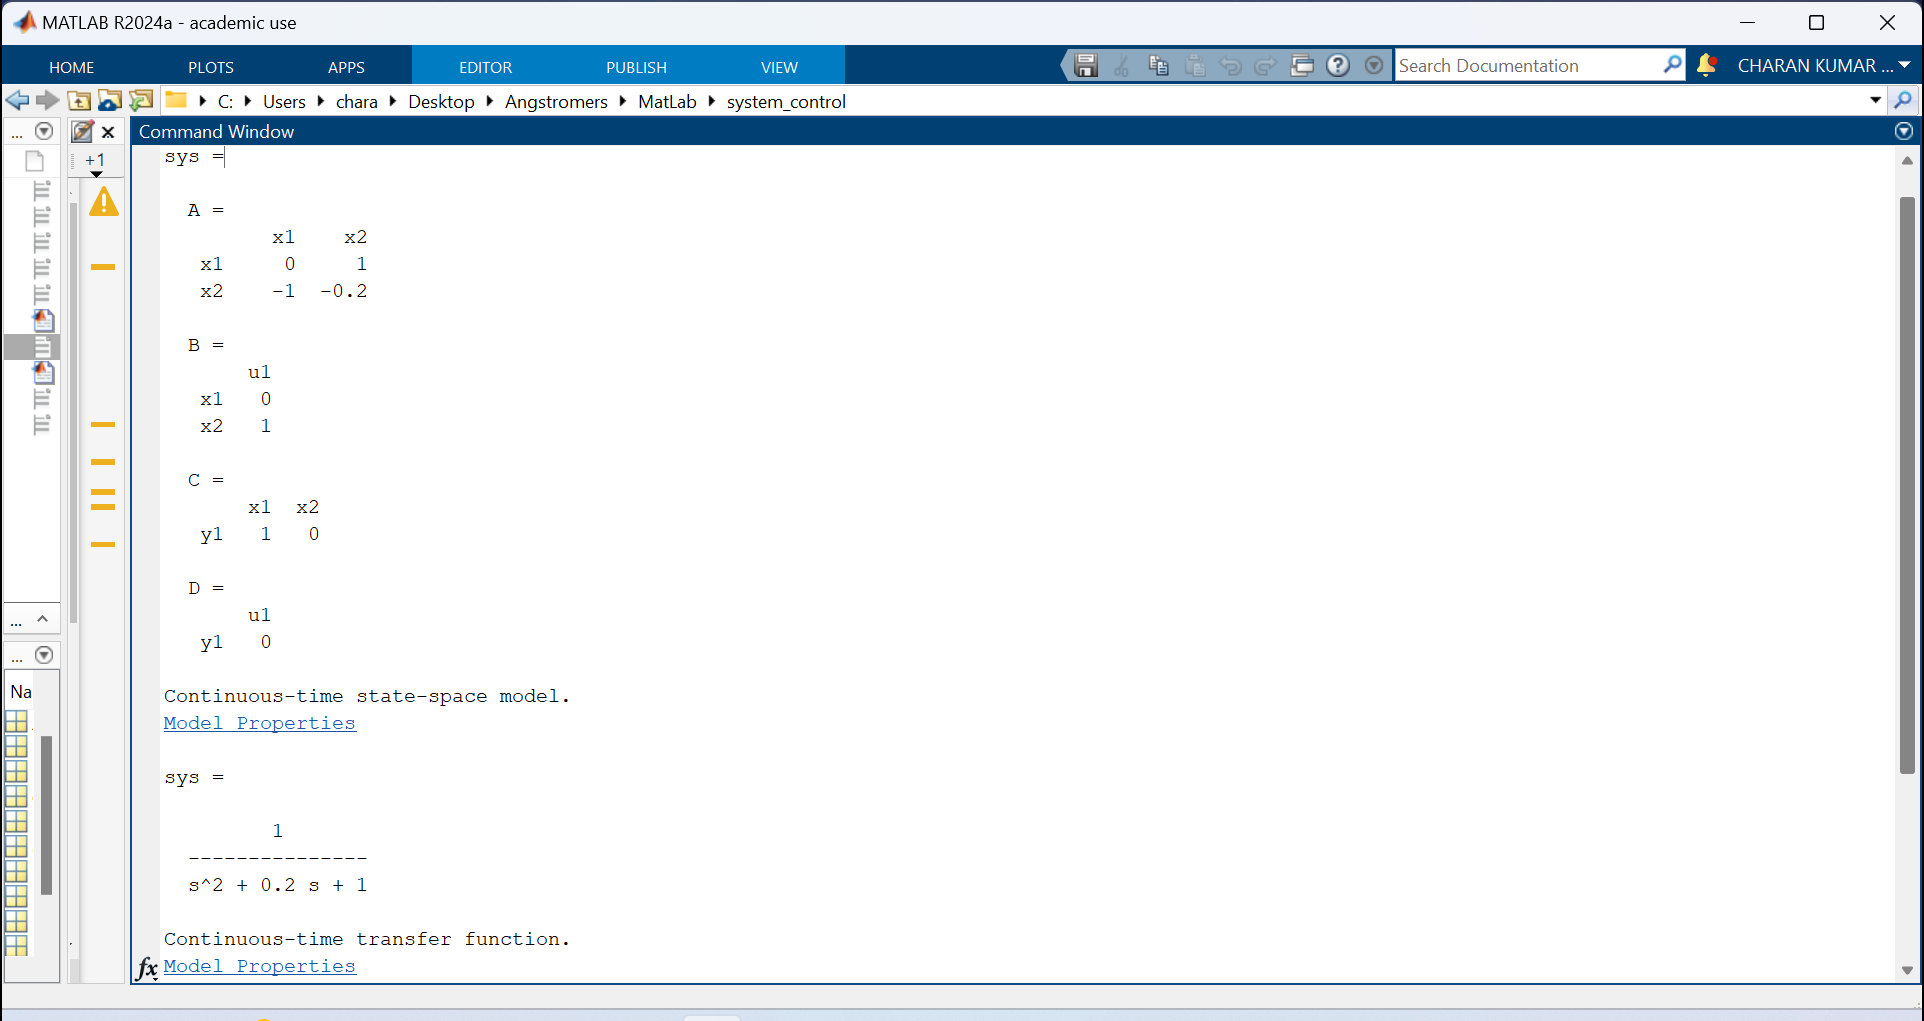 MATLAB R2024a - academic use
HOME PLOTS APPS EDITOR PUBLISH VIEW Search Documentation CHARAN KUMAR ...
C: Users chara Desktop Angstromers MatLab system_control
...
+1
Command Window
sys =
A =
x1 x2
x1 0 1
x2 -1 -0.2
B =
u1
x1 0
x2 1
C =
x1 x2
y1 1 0
D =
u1
y1 0
...
...
Na
Continuous-time state-space model.
Model Properties
sys =
1
---------------
s^2 + 0.2 s + 1
Continuous-time transfer function.
fx Model Properties